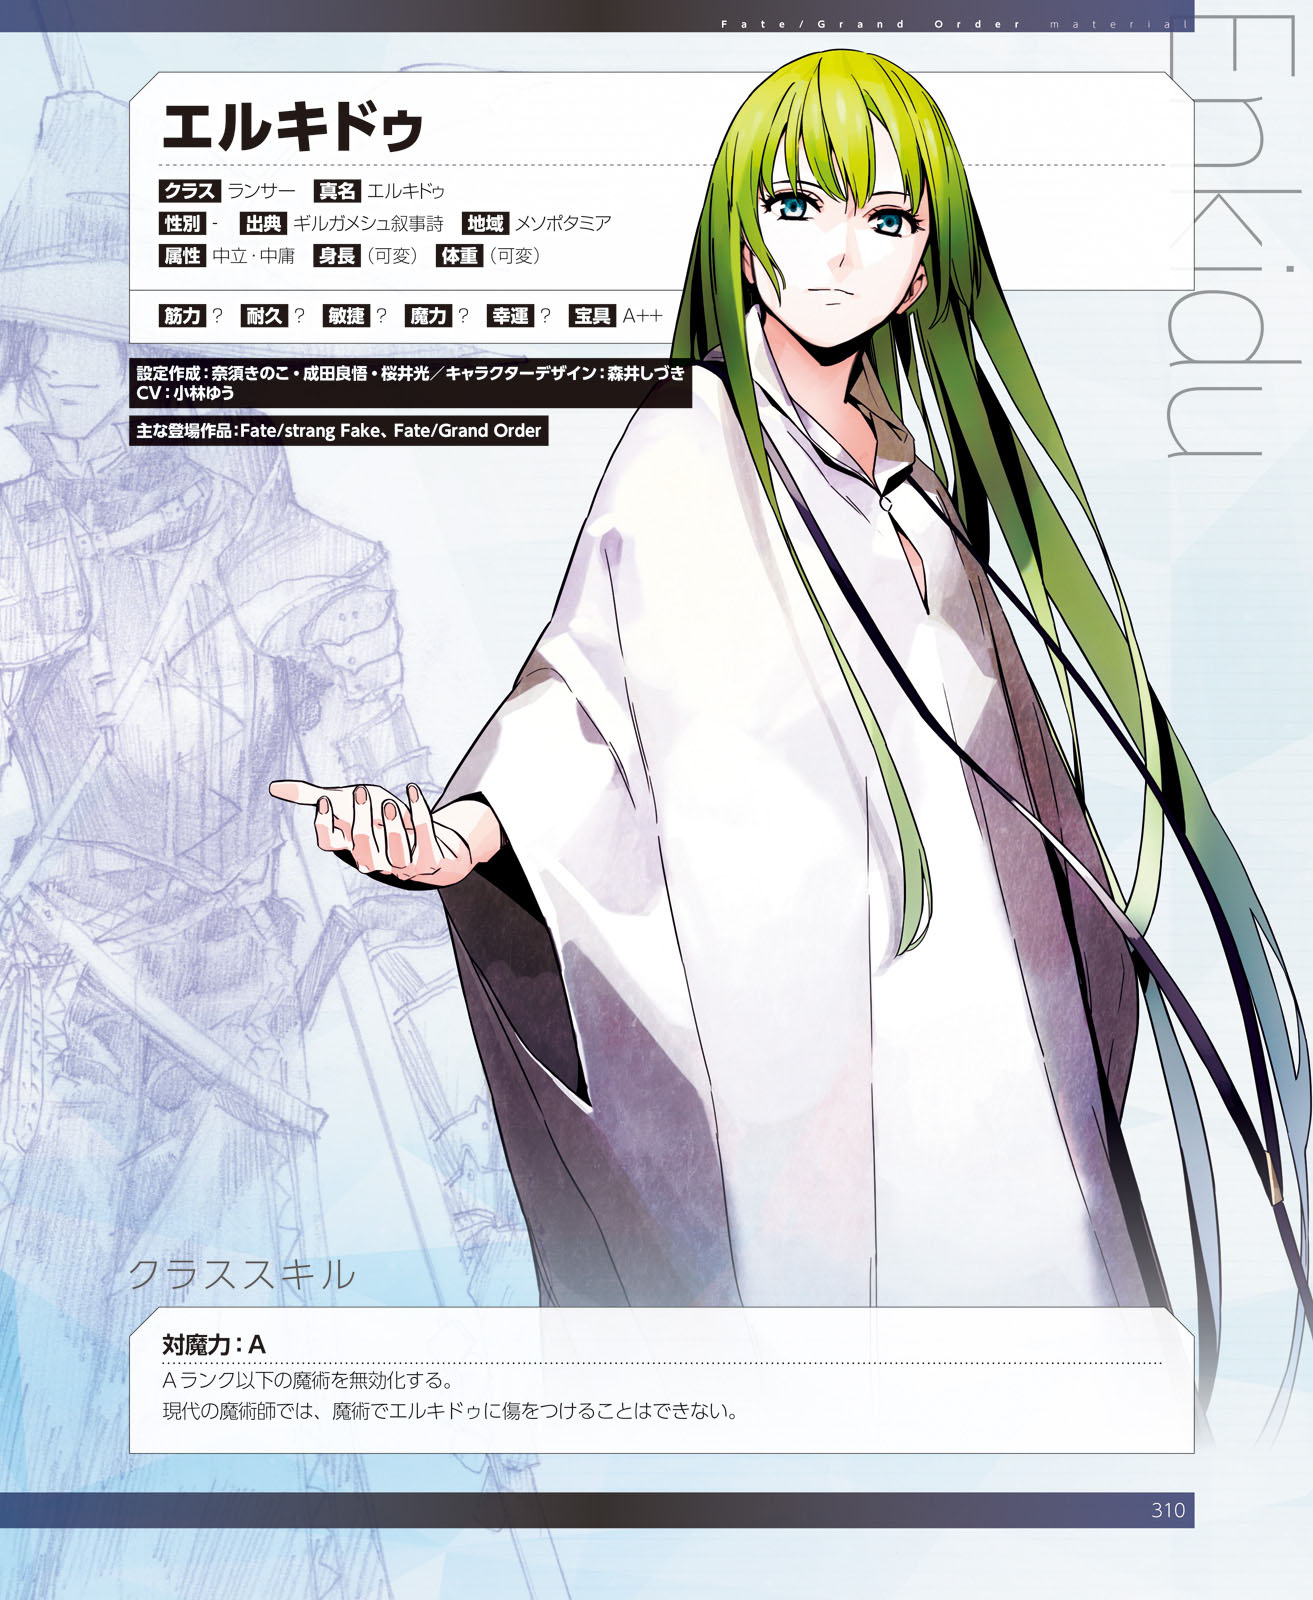 Fate/Grand Order material
Enkidu
エルキドゥ
クラス ランサー 真名 エルキドゥ
性別 - 出典 ギルガメシュ叙事詩 地域 メソポタミア
属性 中立・中庸 身長（可変） 体重（可変）
筋力 ? 耐久 ? 敏捷 ? 魔力 ? 幸運 ? 宝具 A++
設定作成：奈須きのこ・成田良悟・桜井光／キャラクターデザイン：森井しづき
CV：小林ゆう
主な登場作品：Fate/strang Fake、Fate/Grand Order
クラススキル
対魔力：A
Aランク以下の魔術を無効化する。
現代の魔術師では、魔術でエルキドゥに傷をつけることはできない。
310